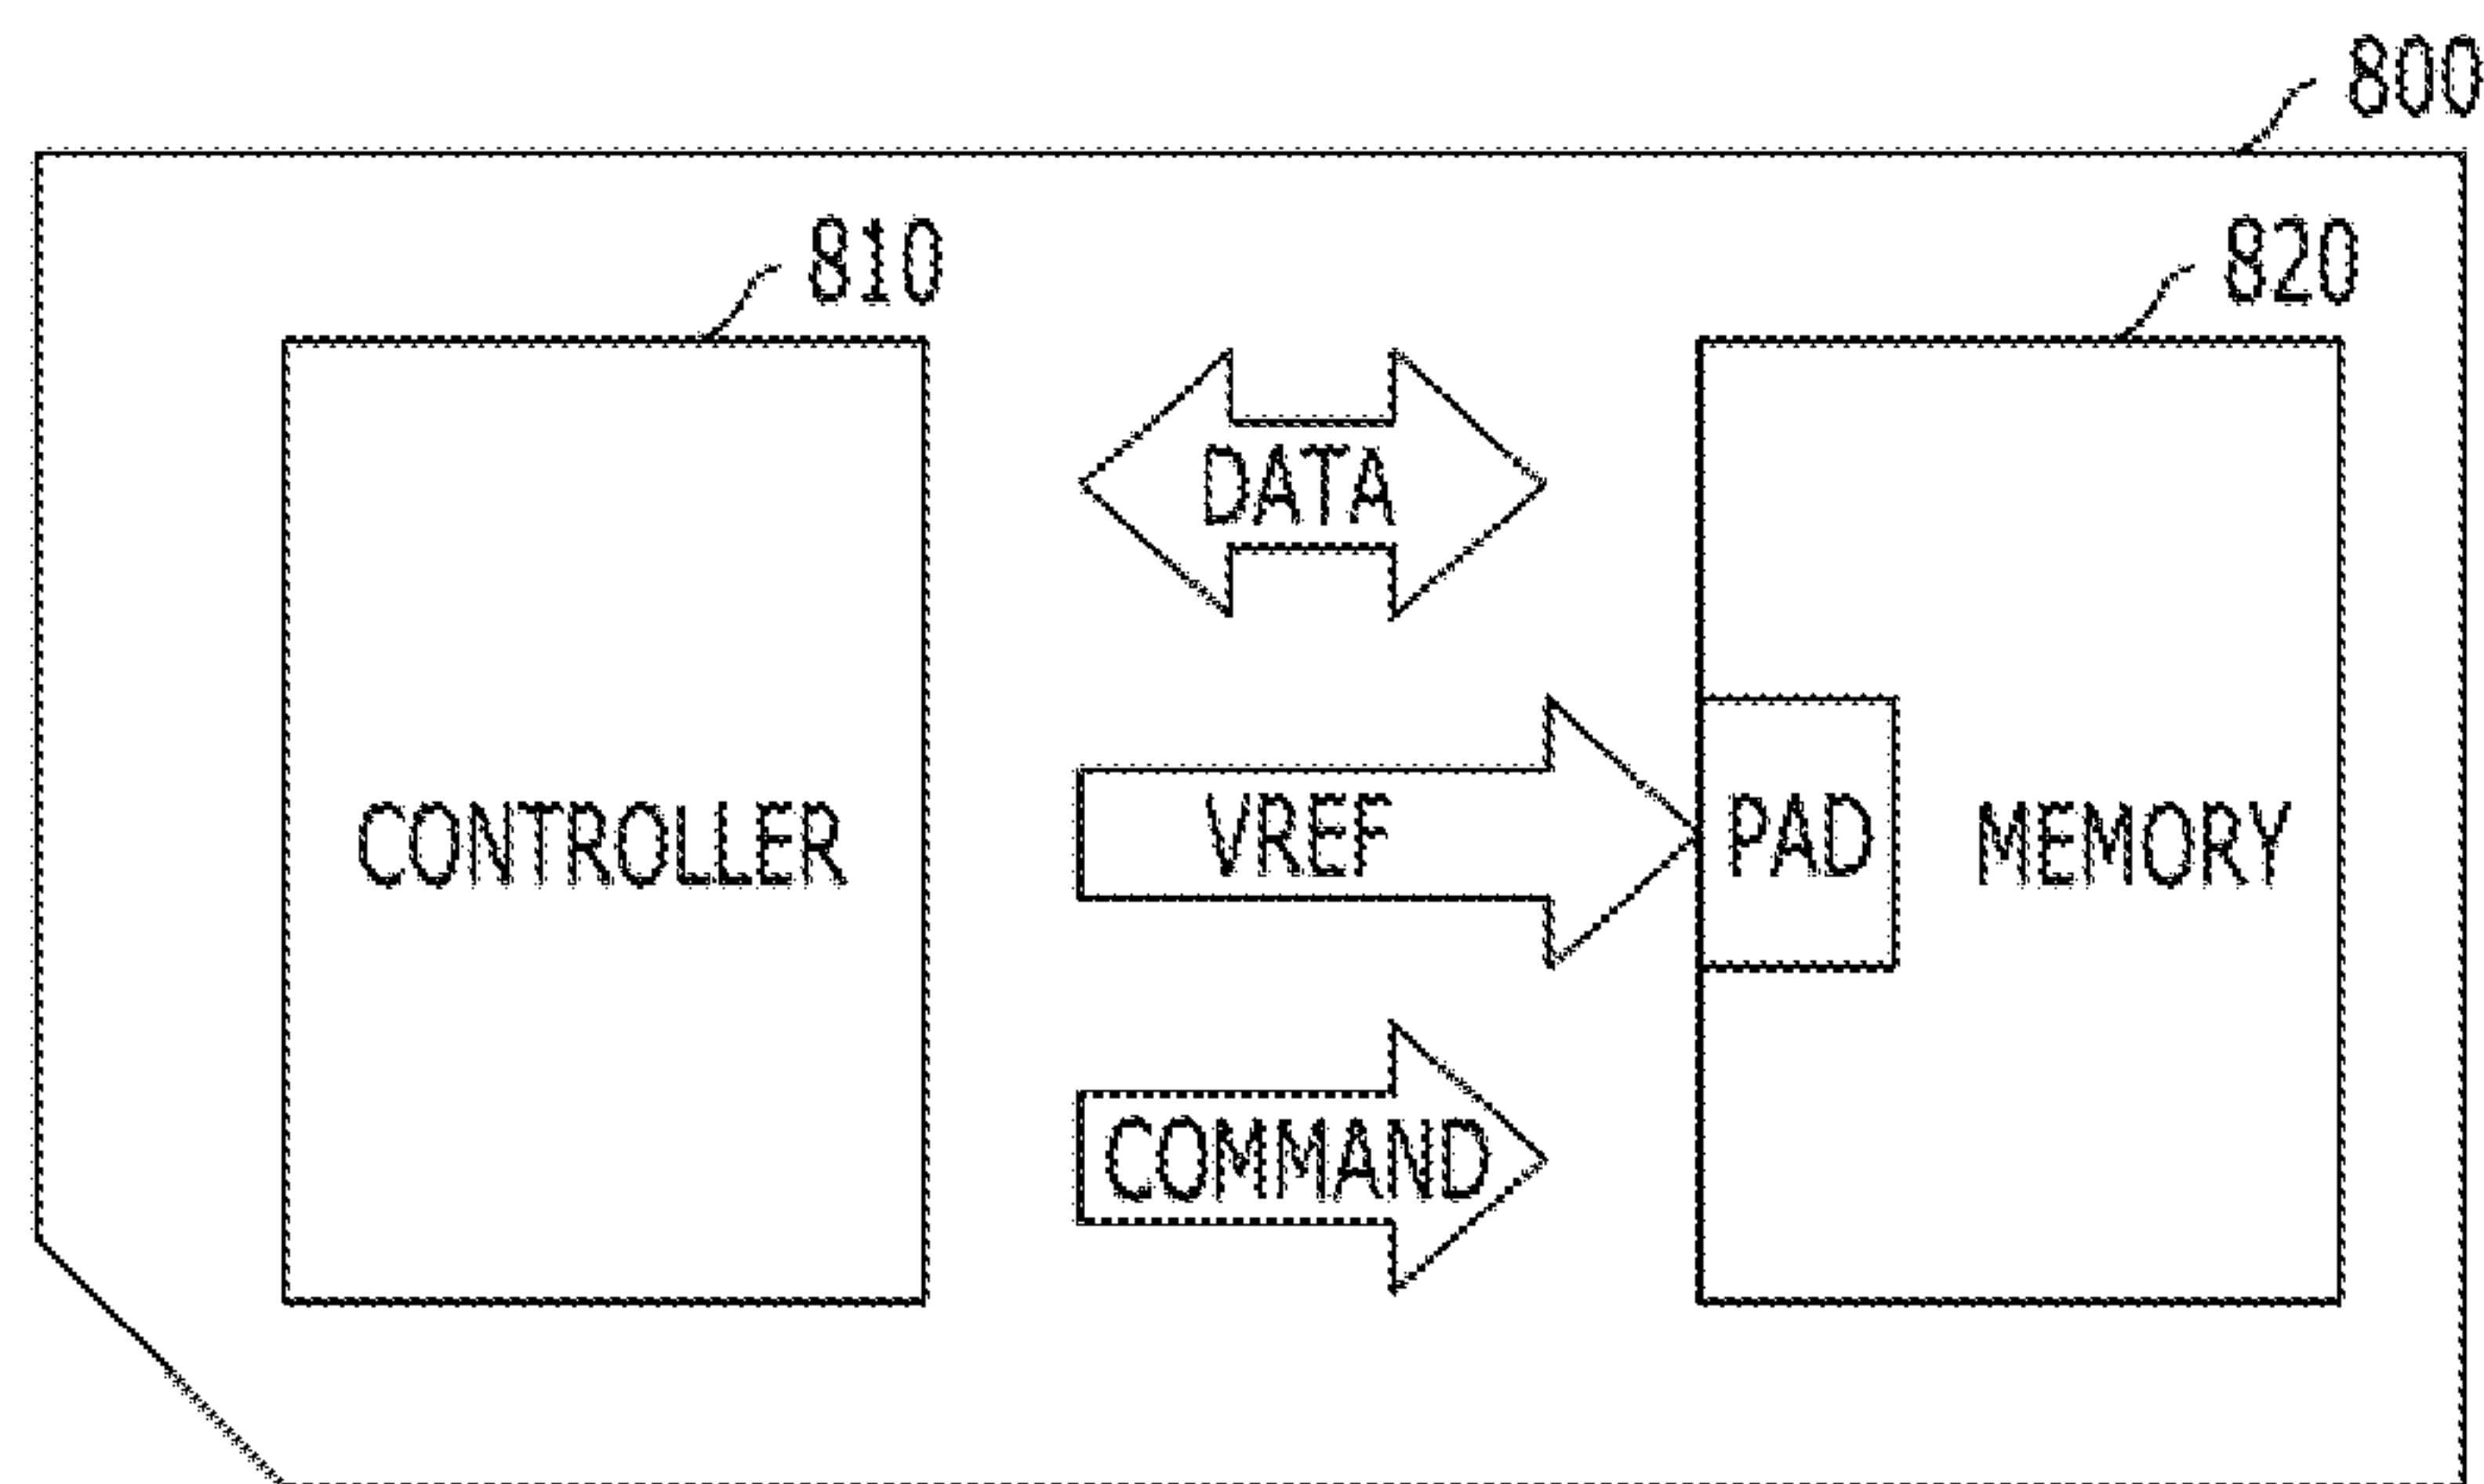 800
810
820
DATA
CONTROLLER
VREF
PAD
MEMORY
COMMAND